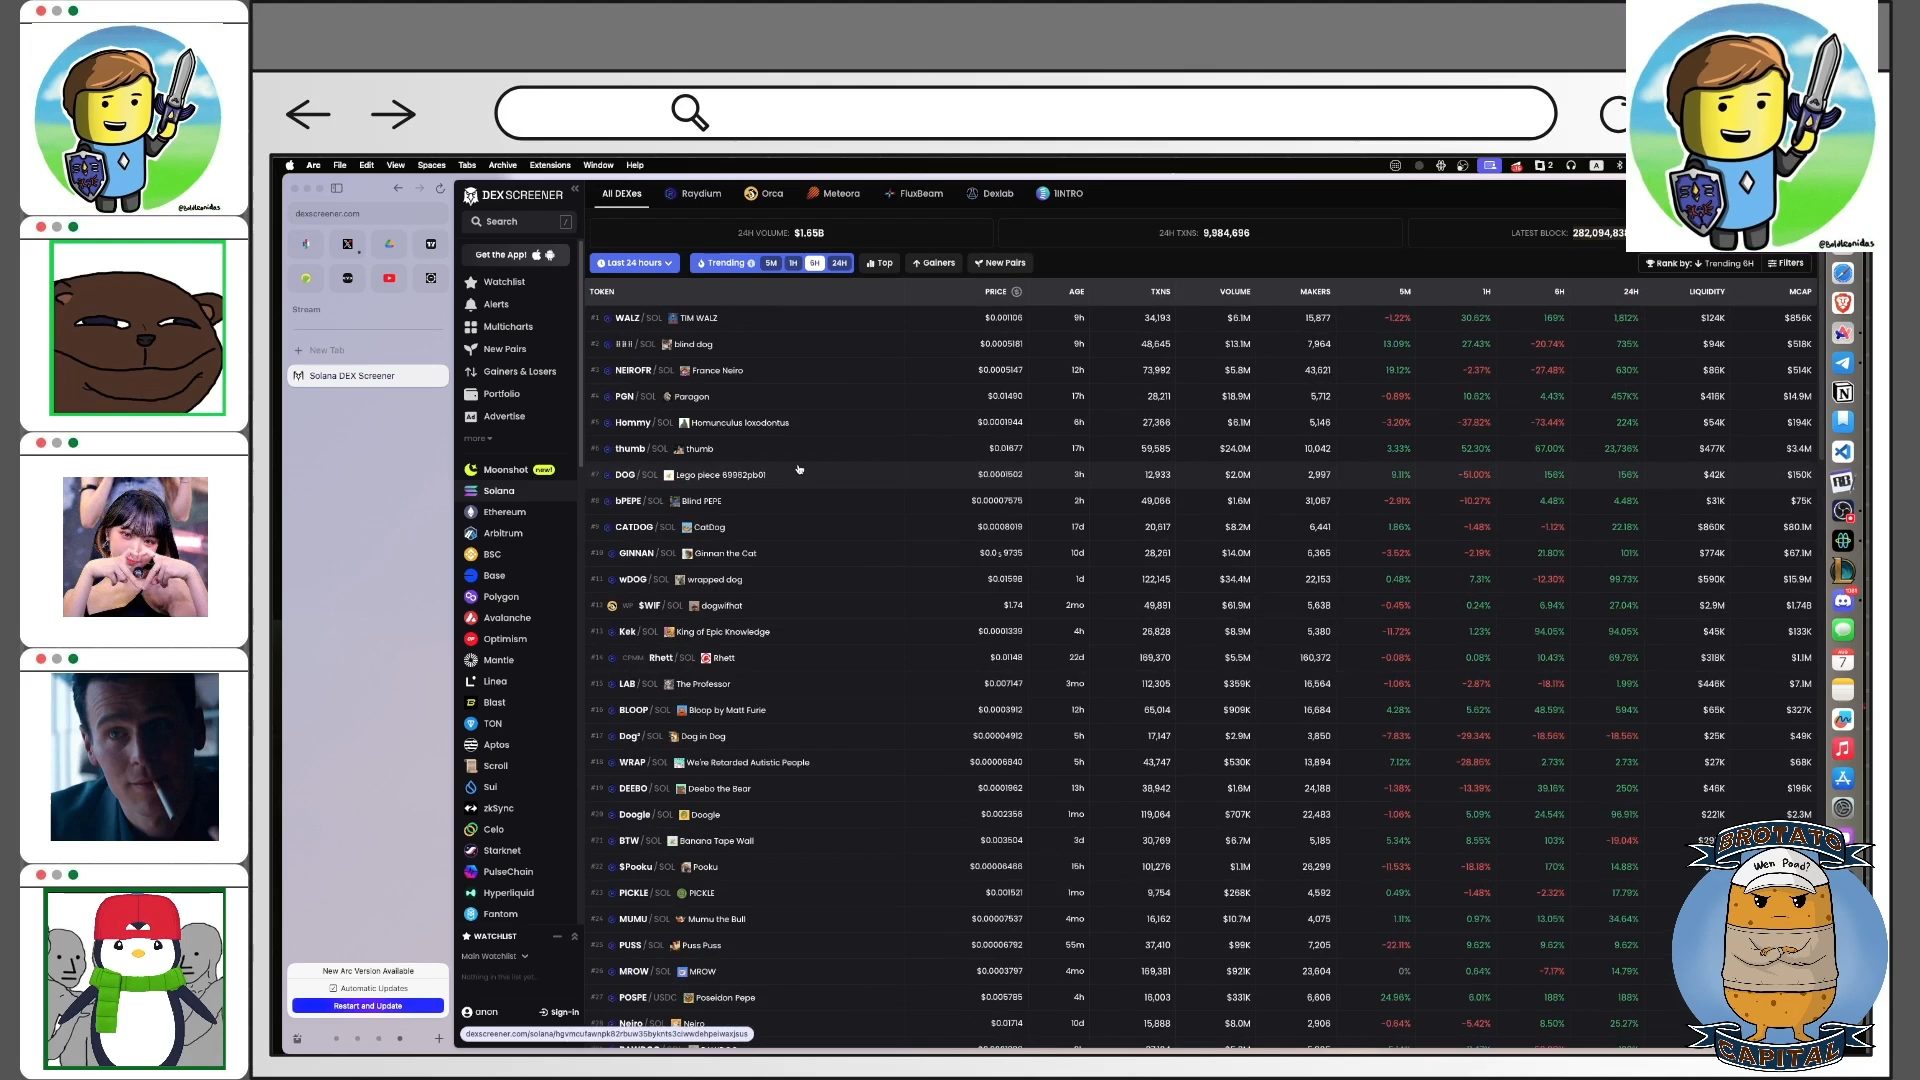 @Boldleonidas
@Boldleonidas
Arc File Edit View Spaces Tabs Archive Extensions Window Help
2
A
dexscreener.com
Stream
+ New Tab
Solana DEX Screener
New Arc Version Available
Automatic Updates
Restart and Update
DEX SCREENER
Search /
Get the App!
Watchlist
Alerts
Multicharts
New Pairs
Gainers & Losers
Portfolio
Ad Advertise
more
Moonshot new!
Solana
Ethereum
Arbitrum
BSC
Base
Polygon
Avalanche
Optimism
Mantle
Linea
Blast
TON
Aptos
Scroll
Sui
zkSync
Celo
Starknet
PulseChain
Hyperliquid
Fantom
WATCHLIST
Main Watchlist
Nothing in this list yet...
anon Sign-in
All DEXes Raydium Orca Meteora FluxBeam Dexlab 1INTRO
24H VOLUME: $1.65B 24H TXNS: 9,984,696 LATEST BLOCK: 282,094,83
Last 24 hours Trending 5M 1H 6H 24H Top Gainers New Pairs Rank by: Trending 6H Filters
TOKEN PRICE AGE TXNS VOLUME MAKERS 5M 1H 6H 24H LIQUIDITY MCAP
#1 WALZ / SOL TIM WALZ $0.001106 9h 34,193 $6.1M 15,877 -1.22% 30.62% 169% 1,812% $124K $856K
#2 / SOL blind dog $0.0005181 9h 48,645 $13.1M 7,964 13.09% 27.43% -20.74% 735% $94K $518K
#3 NEIROFR / SOL France Neiro $0.0005147 12h 73,992 $5.8M 43,621 19.12% -2.37% -27.48% 630% $86K $514K
#4 PGN / SOL Paragon $0.01490 17h 28,211 $18.9M 5,712 -0.89% 10.62% 4.43% 457K% $416K $14.9M
#5 Hommy / SOL Homunculus loxodontus $0.0001944 6h 27,366 $6.1M 5,146 -3.20% -37.82% -73.44% 224% $54K $194K
#6 thumb / SOL thumb $0.01677 17h 59,585 $24.0M 10,042 3.33% 52.30% 67.00% 23,736% $477K $3.4M
#7 DOG / SOL Lego piece 69962pb01 $0.0001502 3h 12,933 $2.0M 2,997 9.11% -51.00% 156% 156% $42K $150K
#8 bPEPE / SOL Blind PEPE $0.00007575 2h 49,066 $1.6M 31,067 -2.91% -10.27% 4.48% 4.48% $31K $75K
#9 CATDOG / SOL CatDog $0.0008019 17d 20,617 $8.2M 6,441 1.86% -1.48% -1.12% 22.18% $860K $80.1M
#10 GINNAN / SOL Ginnan the Cat $0.0₅9735 10d 28,261 $14.0M 6,365 -3.52% -2.19% 21.80% 101% $774K $67.1M
#11 wDOG / SOL wrapped dog $0.01598 1d 122,145 $34.4M 22,153 0.48% 7.31% -12.30% 99.73% $590K $15.9M
#12 WP $WIF / SOL dogwifhat $1.74 2mo 49,891 $61.9M 5,638 -0.45% 0.24% 6.94% 27.04% $2.9M $1.74B
#13 Kek / SOL King of Epic Knowledge $0.0001339 4h 26,828 $8.9M 5,380 -11.72% 1.23% 94.05% 94.05% $45K $133K
#14 CPMM Rhett / SOL Rhett $0.01148 22d 169,370 $5.5M 160,372 -0.08% 0.08% 10.43% 69.76% $318K $1.1M
#15 LAB / SOL The Professor $0.007147 3mo 112,305 $359K 16,564 -1.06% -2.87% -18.11% 1.99% $446K $7.1M
#16 BLOOP / SOL Bloop by Matt Furie $0.0003912 12h 65,014 $909K 16,684 4.28% 5.62% 48.59% 594% $65K $327K
#17 Dog² / SOL Dog in Dog $0.00004912 5h 17,147 $2.9M 3,850 -7.83% -29.34% -18.56% -18.56% $25K $49K
#18 WRAP / SOL We're Retarded Autistic People $0.00006840 5h 43,747 $530K 13,894 7.12% -28.86% 2.73% 2.73% $27K $68K
#19 DEEBO / SOL Deebo the Bear $0.0001962 13h 38,942 $1.6M 24,188 -1.38% -13.39% 39.16% 250% $46K $196K
#20 Doogle / SOL Doogle $0.002356 1mo 119,064 $707K 22,483 -1.06% 5.09% 24.54% 96.91% $221K $2.3M
#21 BTW / SOL Banana Tape Wall $0.003504 3d 30,769 $6.7M 5,185 5.34% 8.55% 103% -19.04%
#22 $Pooku / SOL Pooku $0.00006466 15h 101,276 $1.1M 26,299 -11.53% -18.18% 170% 14.88%
#23 PICKLE / SOL PICKLE $0.001521 1mo 9,754 $268K 4,592 0.49% -1.48% -2.32% 17.79%
#24 MUMU / SOL Mumu the Bull $0.00007537 4mo 16,162 $10.7M 4,075 1.11% 0.97% 13.05% 34.64%
#25 PUSS / SOL Puss Puss $0.00006792 55m 37,410 $99K 7,205 -22.11% 9.62% 9.62% 9.62%
#26 MROW / SOL MROW $0.0003797 4mo 169,381 $921K 23,604 0% 0.64% -7.17% 14.79%
#27 POSPE / USDC Poseidon Pepe $0.005785 4h 16,003 $331K 6,606 24.96% 6.01% 188% 188%
#28 Neiro / SOL Neiro $0.01714 10d 15,888 $8.0M 2,906 -0.64% -5.42% 8.50% 25.27%
dexscreener.com/solana/hgvmcufawnpk82rbuw35byknts3ciwwdehpeiwaxjsus
AUG
7
BROTATO
Wen Poad?
CAPITAL